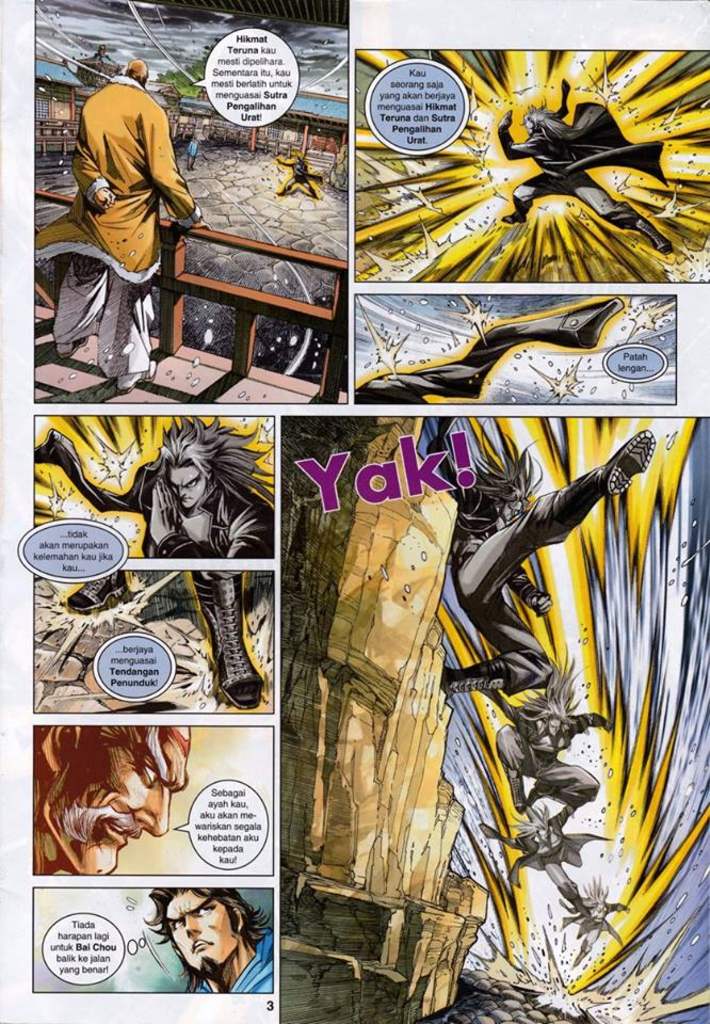 Hikmat
Teruna kau
mesti dipelihara.
Sementara itu, kau
mesti berlatih untuk
menguasai Sutra
Pengalihan
Urat!
Kau
seorang saja
yang akan berjaya
menguasai Hikmat
Teruna dan Sutra
Pengalihan
Urat.
Patah
lengan...
...tidak
akan merupakan
kelemahan kau jika
kau...
...berjaya
menguasai
Tendangan
Penunduk!
Yak!
Sebagai
ayah kau,
aku akan me-
wariskan segala
kehebatan aku
kepada
kau!
Tiada
harapan lagi
untuk Bai Chou
balik ke jalan
yang benar!
3